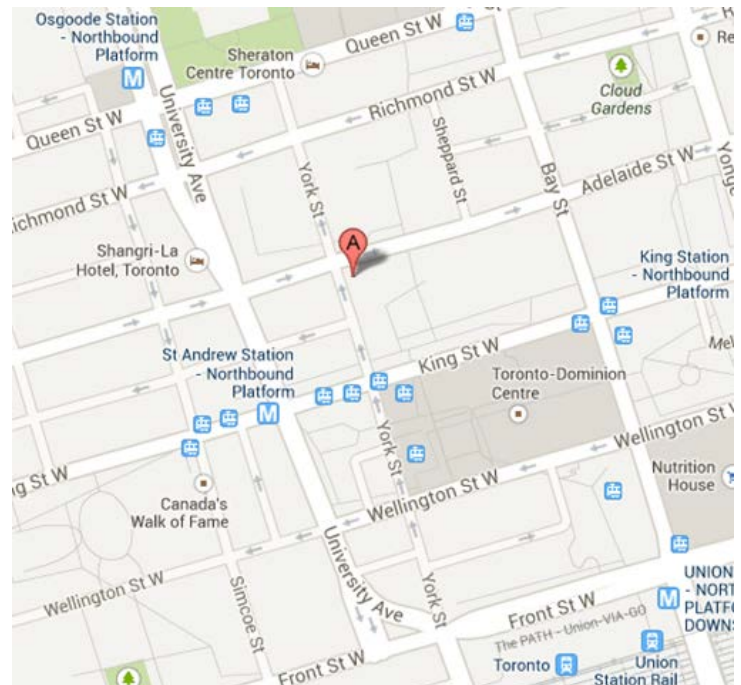 Osgoode Station
- Northbound
Platform
M
Sheraton
Centre Toronto
Queen St W
Re
Cloud
Gardens
Richmond St W
University Ave
Queen St W
Sheppard St
York St
Bay St
Adelaide St W
Yonge
ichmond St W
Shangri-La
Hotel, Toronto
A
King Station
- Northbound
Platform
St Andrew Station
- Northbound
Platform
M
King St W
Mel
Toronto-Dominion
Centre
York St
Wellington St W
ng St W
Canada's
Walk of Fame
Nutrition
House
Wellington St W
University Ave
York St
Wellington St W
Simcoe St
Front St W
UNION
- NORT
PLATFO
DOWNS
M
The PATH - Union-VIA-GO
Front St W
Toronto
Union
Station Rail